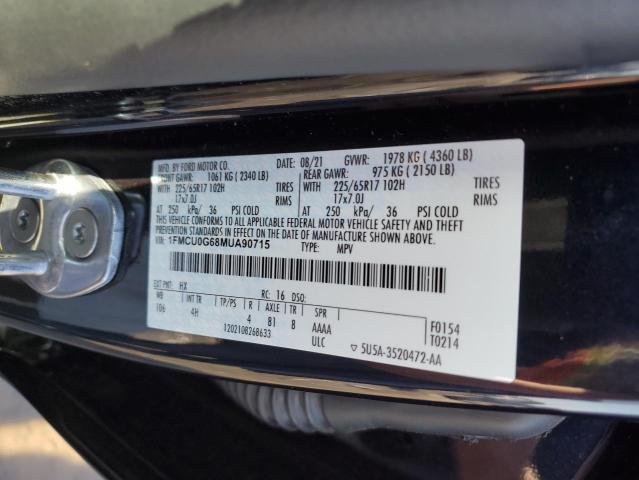 MFD. BY FORD MOTOR CO.
DATE: 08/21 GVWR: 1978 KG ( 4360 LB)
FRNT GAWR: 1061 KG ( 2340 LB)
REAR GAWR: 975 KG ( 2150 LB)
WITH 225/65R17 102H TIRES
WITH 225/65R17 102H TIRES
17x7.0J RIMS
17x7.0J RIMS
AT 250 kPa/ 36 PSI COLD
AT 250 kPa/ 36 PSI COLD
THIS VEHICLE CONFORMS TO ALL APPLICABLE FEDERAL MOTOR VEHICLE SAFETY AND THEFT
PREVENTION STANDARDS IN EFFECT ON THE DATE OF MANUFACTURE SHOWN ABOVE.
VIN: 1FMCU0G68MUA90715
TYPE: MPV
EXT PNT: HX RC: 16 DSO:
WB INT TR TP/PS R AXLE TR SPR
106 4H 4 81 8 AAAA
F0154
1202108268633 ULC
T0214
▽ 5U5A-3520472-AA